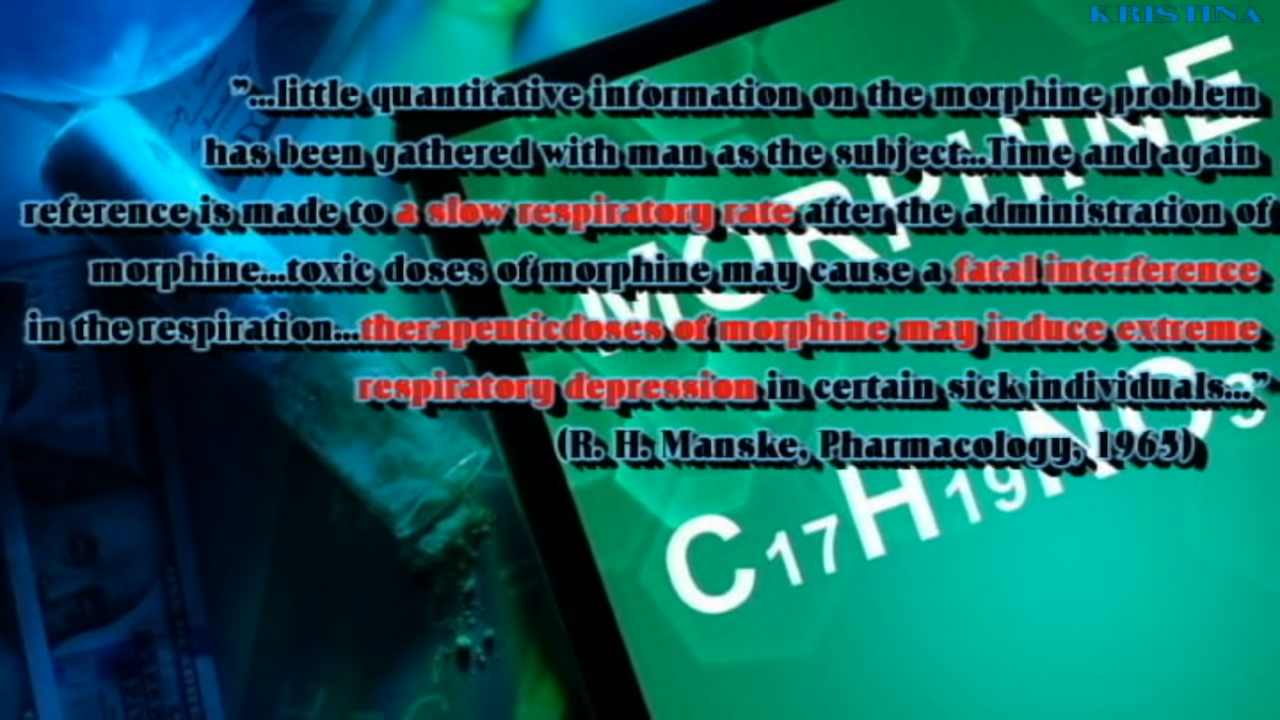 KRISTINA
"...little quantitative information on the morphine problem
has been gathered with man as the subject...Time and again
reference is made to a slow respiratory rate after the administration of
morphine...toxic doses of morphine may cause a fatal interference
in the respiration...therapeuticdoses of morphine may induce extreme
respiratory depression in certain sick individuals..."
(R. H. Manske, Pharmacology, 1965)
MORPHINE
C17H19NO3